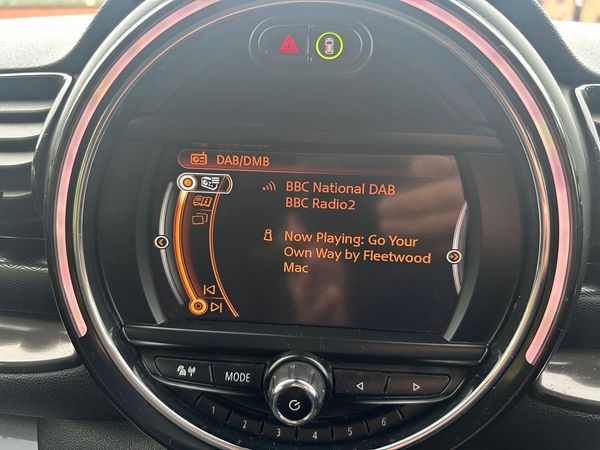 DAB/DMB
BBC National DAB
BBC Radio2
Now Playing: Go Your
Own Way by Fleetwood
Mac
MODE
1 2 3 4 5 6